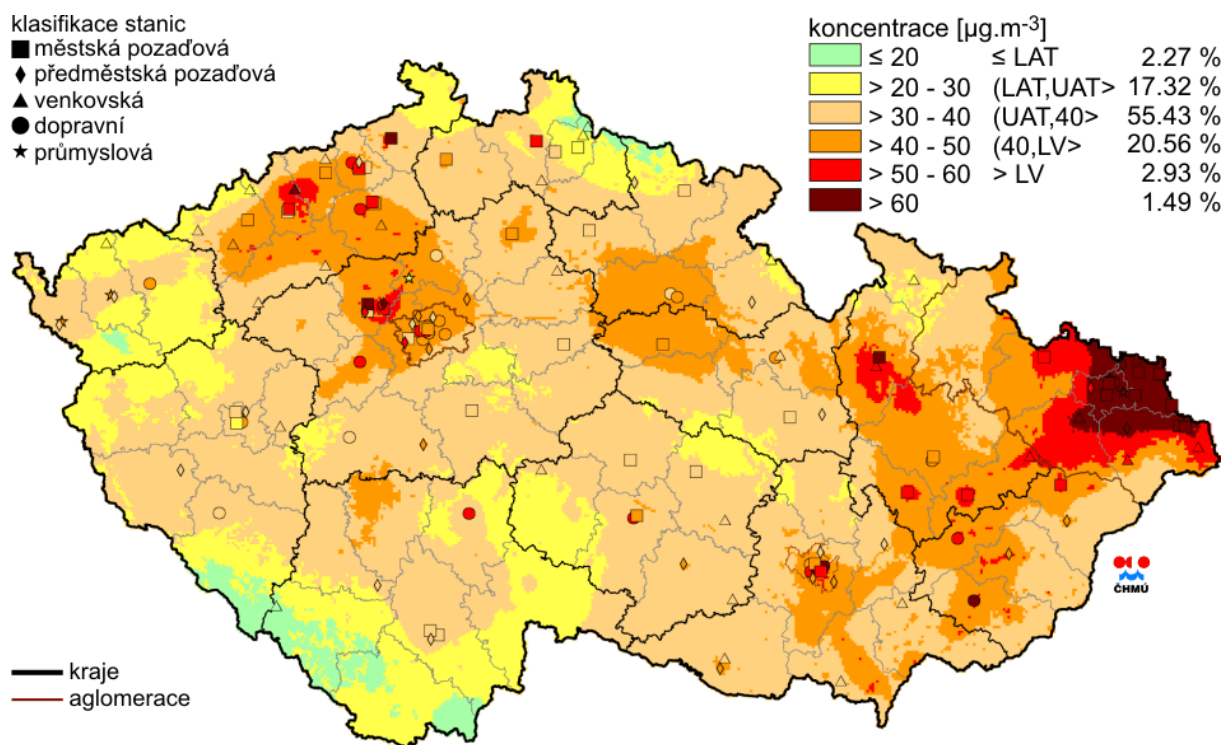 klasifikace stanic
městská pozaďová
předměstská pozaďová
venkovská
dopravní
průmyslová
koncentrace [µg.m-3]
≤ 20 ≤ LAT 2.27 %
> 20 - 30 (LAT,UAT> 17.32 %
> 30 - 40 (UAT,40> 55.43 %
> 40 - 50 (40,LV> 20.56 %
> 50 - 60 > LV 2.93 %
> 60 1.49 %
ČHMÚ
kraje
aglomerace